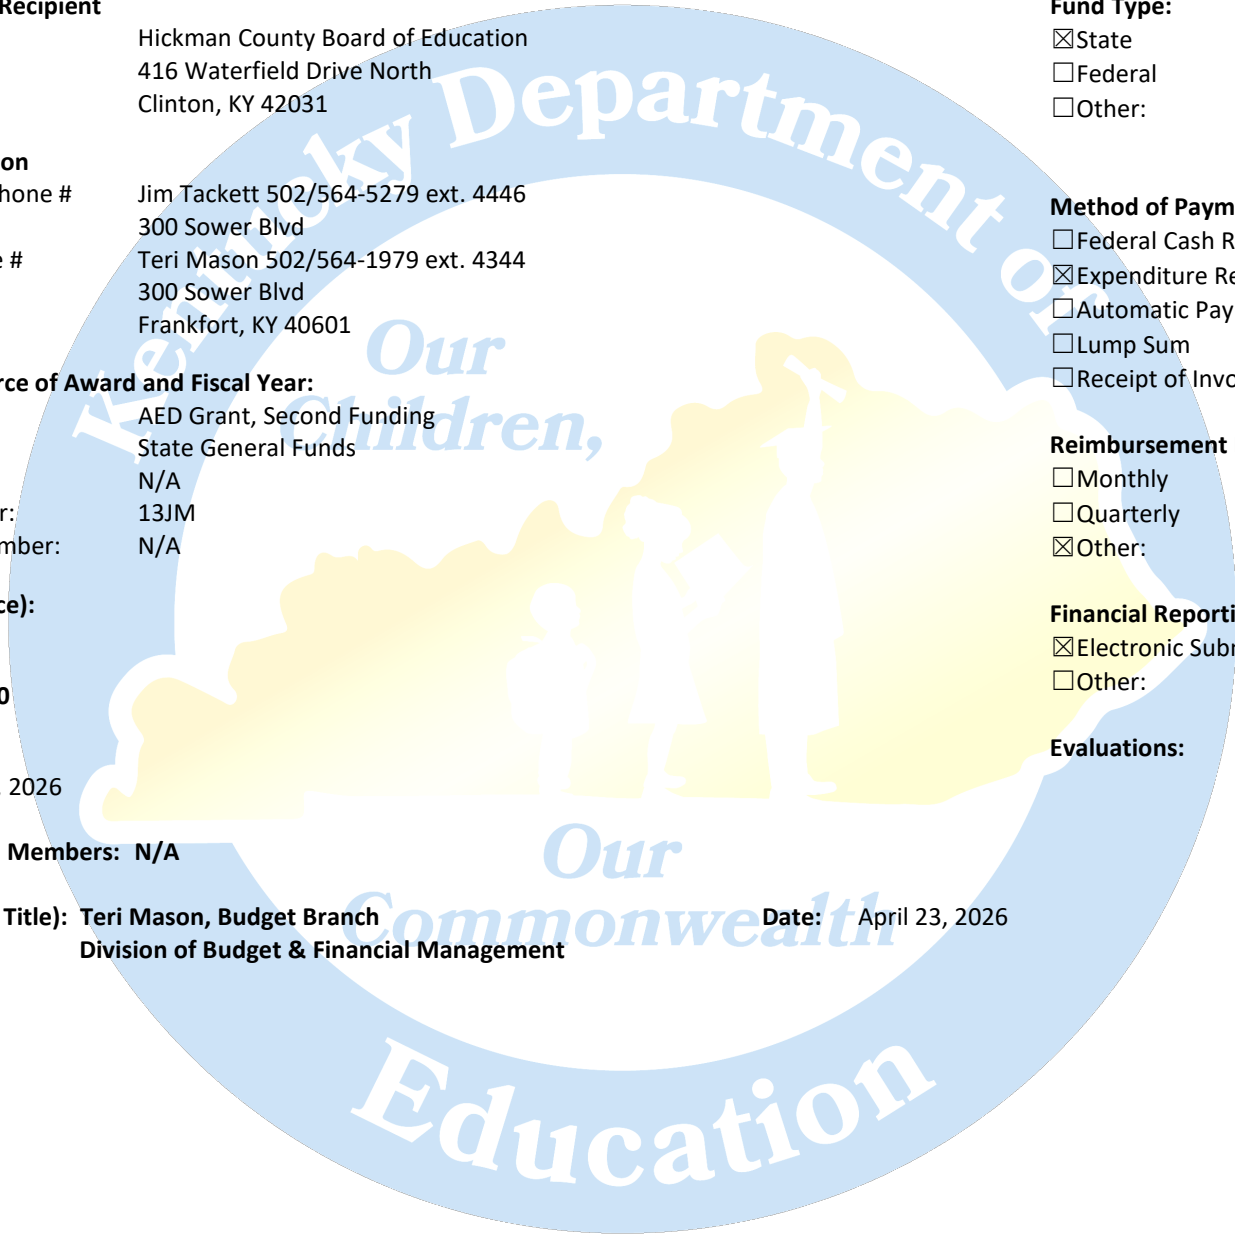 Recipient
Hickman County Board of Education
416 Waterfield Drive North
Clinton, KY 42031
on
hone # Jim Tackett 502/564-5279 ext. 4446
300 Sower Blvd
e # Teri Mason 502/564-1979 ext. 4344
300 Sower Blvd
Frankfort, KY 40601
rce of Award and Fiscal Year:
AED Grant, Second Funding
State General Funds
N/A
r: 13JM
mber: N/A
ce):
0
, 2026
Members: N/A
Title): Teri Mason, Budget Branch Date: April 23, 2026
Division of Budget & Financial Management
Fund Type:
☒State
☐Federal
☐Other:
Method of Paym
☐Federal Cash R
☒Expenditure Re
☐Automatic Pay
☐Lump Sum
☐Receipt of Invo
Reimbursement
☐Monthly
☐Quarterly
☒Other:
Financial Reporti
☒Electronic Subm
☐Other:
Evaluations:
Kentucky Department of
Our
Children,
Our
Commonwealth
Education